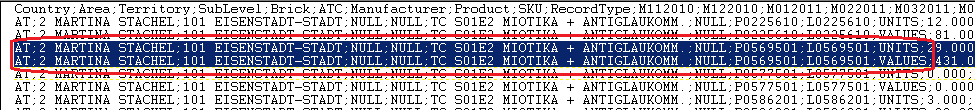 Country;Area;Territory;SubLevel;Brick;ATC;Manufacturer;Product;SKU;RecordType;M112010;M122010;M012011;M022011;M032011;M0
AT;2 MARTINA STACHEL;101 EISENSTADT-STADT;NULL;NULL;TC S01E2 MIOTIKA + ANTIGLAUKOMM .;NULL;P0225610;L0225610;UNITS;12.000
AT;2 MARTINA STACHEL;101 EISENSTADT-STADT;NULL;NULL;TC S01E2 MIOTIKA + ANTIGLAUKOMM .;NULL;P0225610;L0225610;VALUES;81.00
AT;2 MARTINA STACHEL;101 EISENSTADT-STADT;NULL;NULL;TC S01E2 MIOTIKA + ANTIGLAUKOMM .;NULL;P0569501;L0569501;UNITS;
AT;2 MARTINA STACHEL;101 EISENSTADT-STADT;NULL;NULL;TC S01E2 MIOTIKA + ANTIGLAUKOMM .;NULL;P0569501;L0569501;VALUES;431.0
AT;2 MARTINA STACHEL;101 EISENSTADT-STADT;NULL;NULL;TC S01E2 MIOTIKA + ANTIGLAUKOMM .;NULL;P0577501;L0577501;UNITS;0.000;
AT;2 MARTINA STACHEL;101 EISENSTADT-STADT;NULL;NULL;TC S01E2 MIOTIKA + ANTIGLAUKOMM .;NULL;P0577501;L0577501;VALUES;0.000
AT;2 MARTINA STACHEL;101 EISENSTADT-STADT;NULL;NULL;TC S01E2 MIOTIKA + ANTIGLAUKOMM .;NULL;P0586201;L0586201;UNITS;3.000